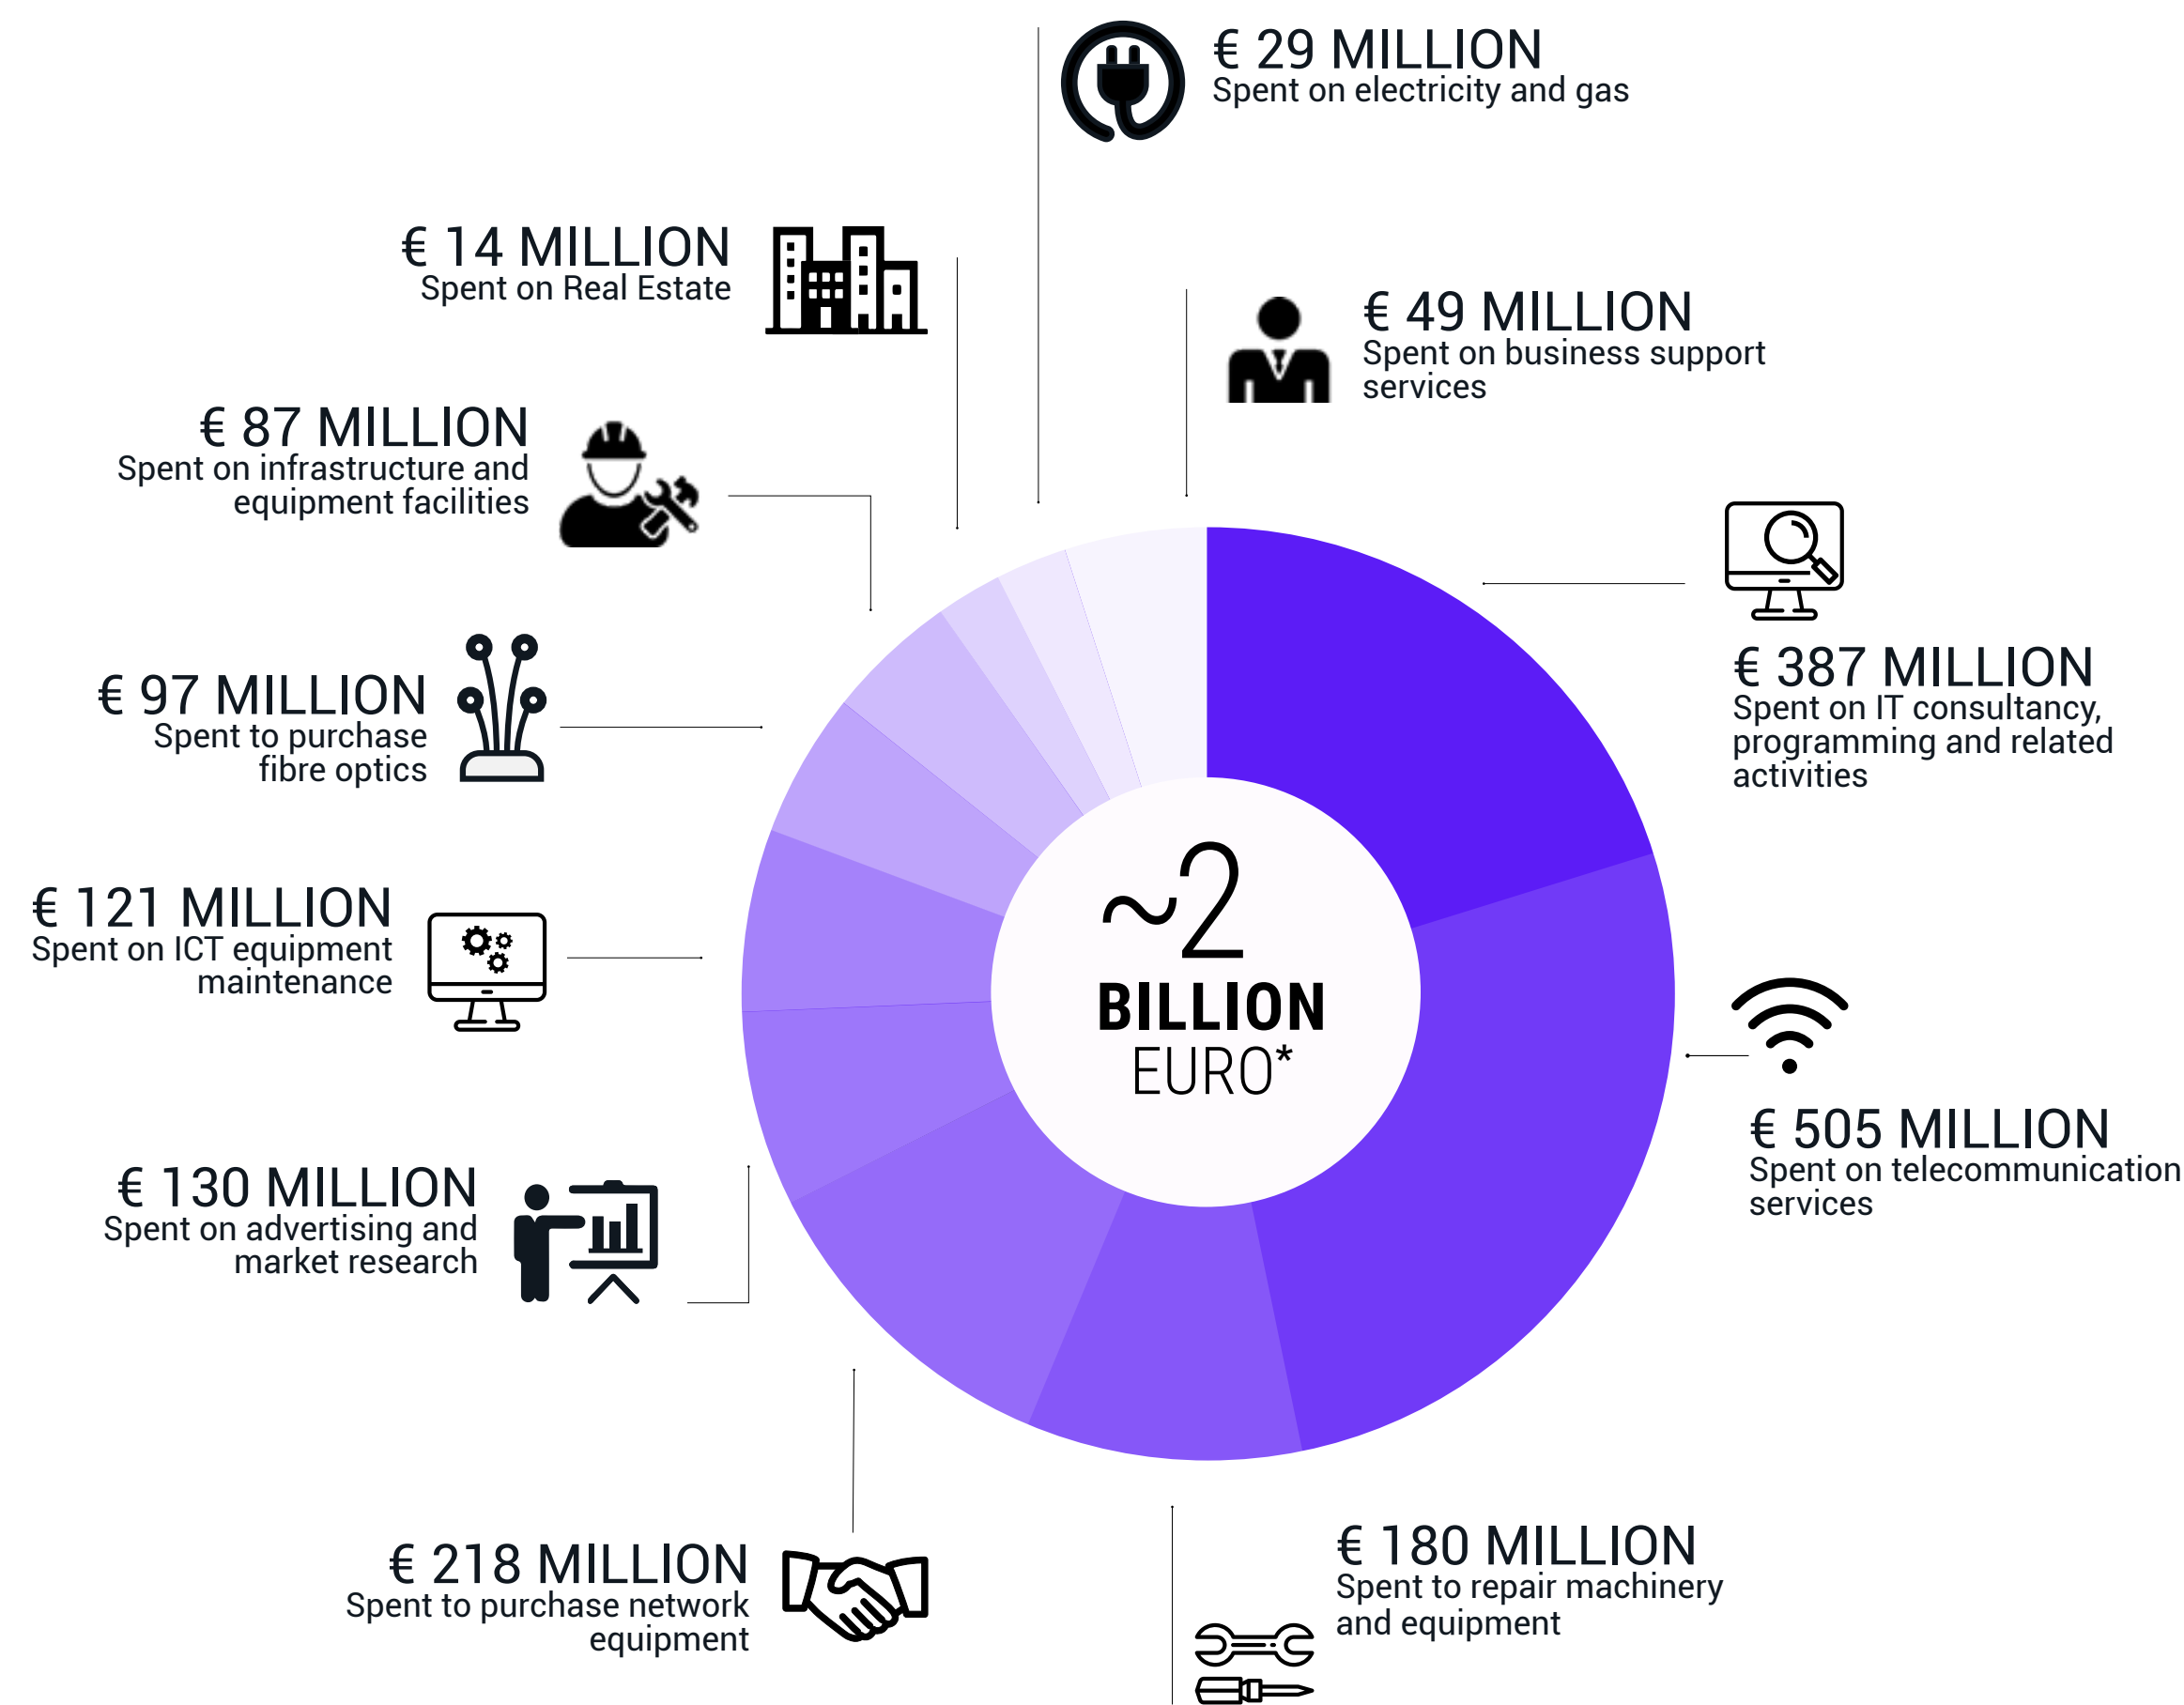 € 29 MILLION
Spent on electricity and gas
€ 14 MILLION
Spent on Real Estate
€ 49 MILLION
Spent on business support
services
€ 87 MILLION
Spent on infrastructure and
equipment facilities
€ 387 MILLION
Spent on IT consultancy,
programming and related
activities
€ 97 MILLION
Spent to purchase
fibre optics
~2
BILLION
EURO*
€ 121 MILLION
Spent on ICT equipment
maintenance
€ 505 MILLION
Spent on telecommunication
services
€ 130 MILLION
Spent on advertising and
market research
€ 218 MILLION
Spent to purchase network
equipment
€ 180 MILLION
Spent to repair machinery
and equipment